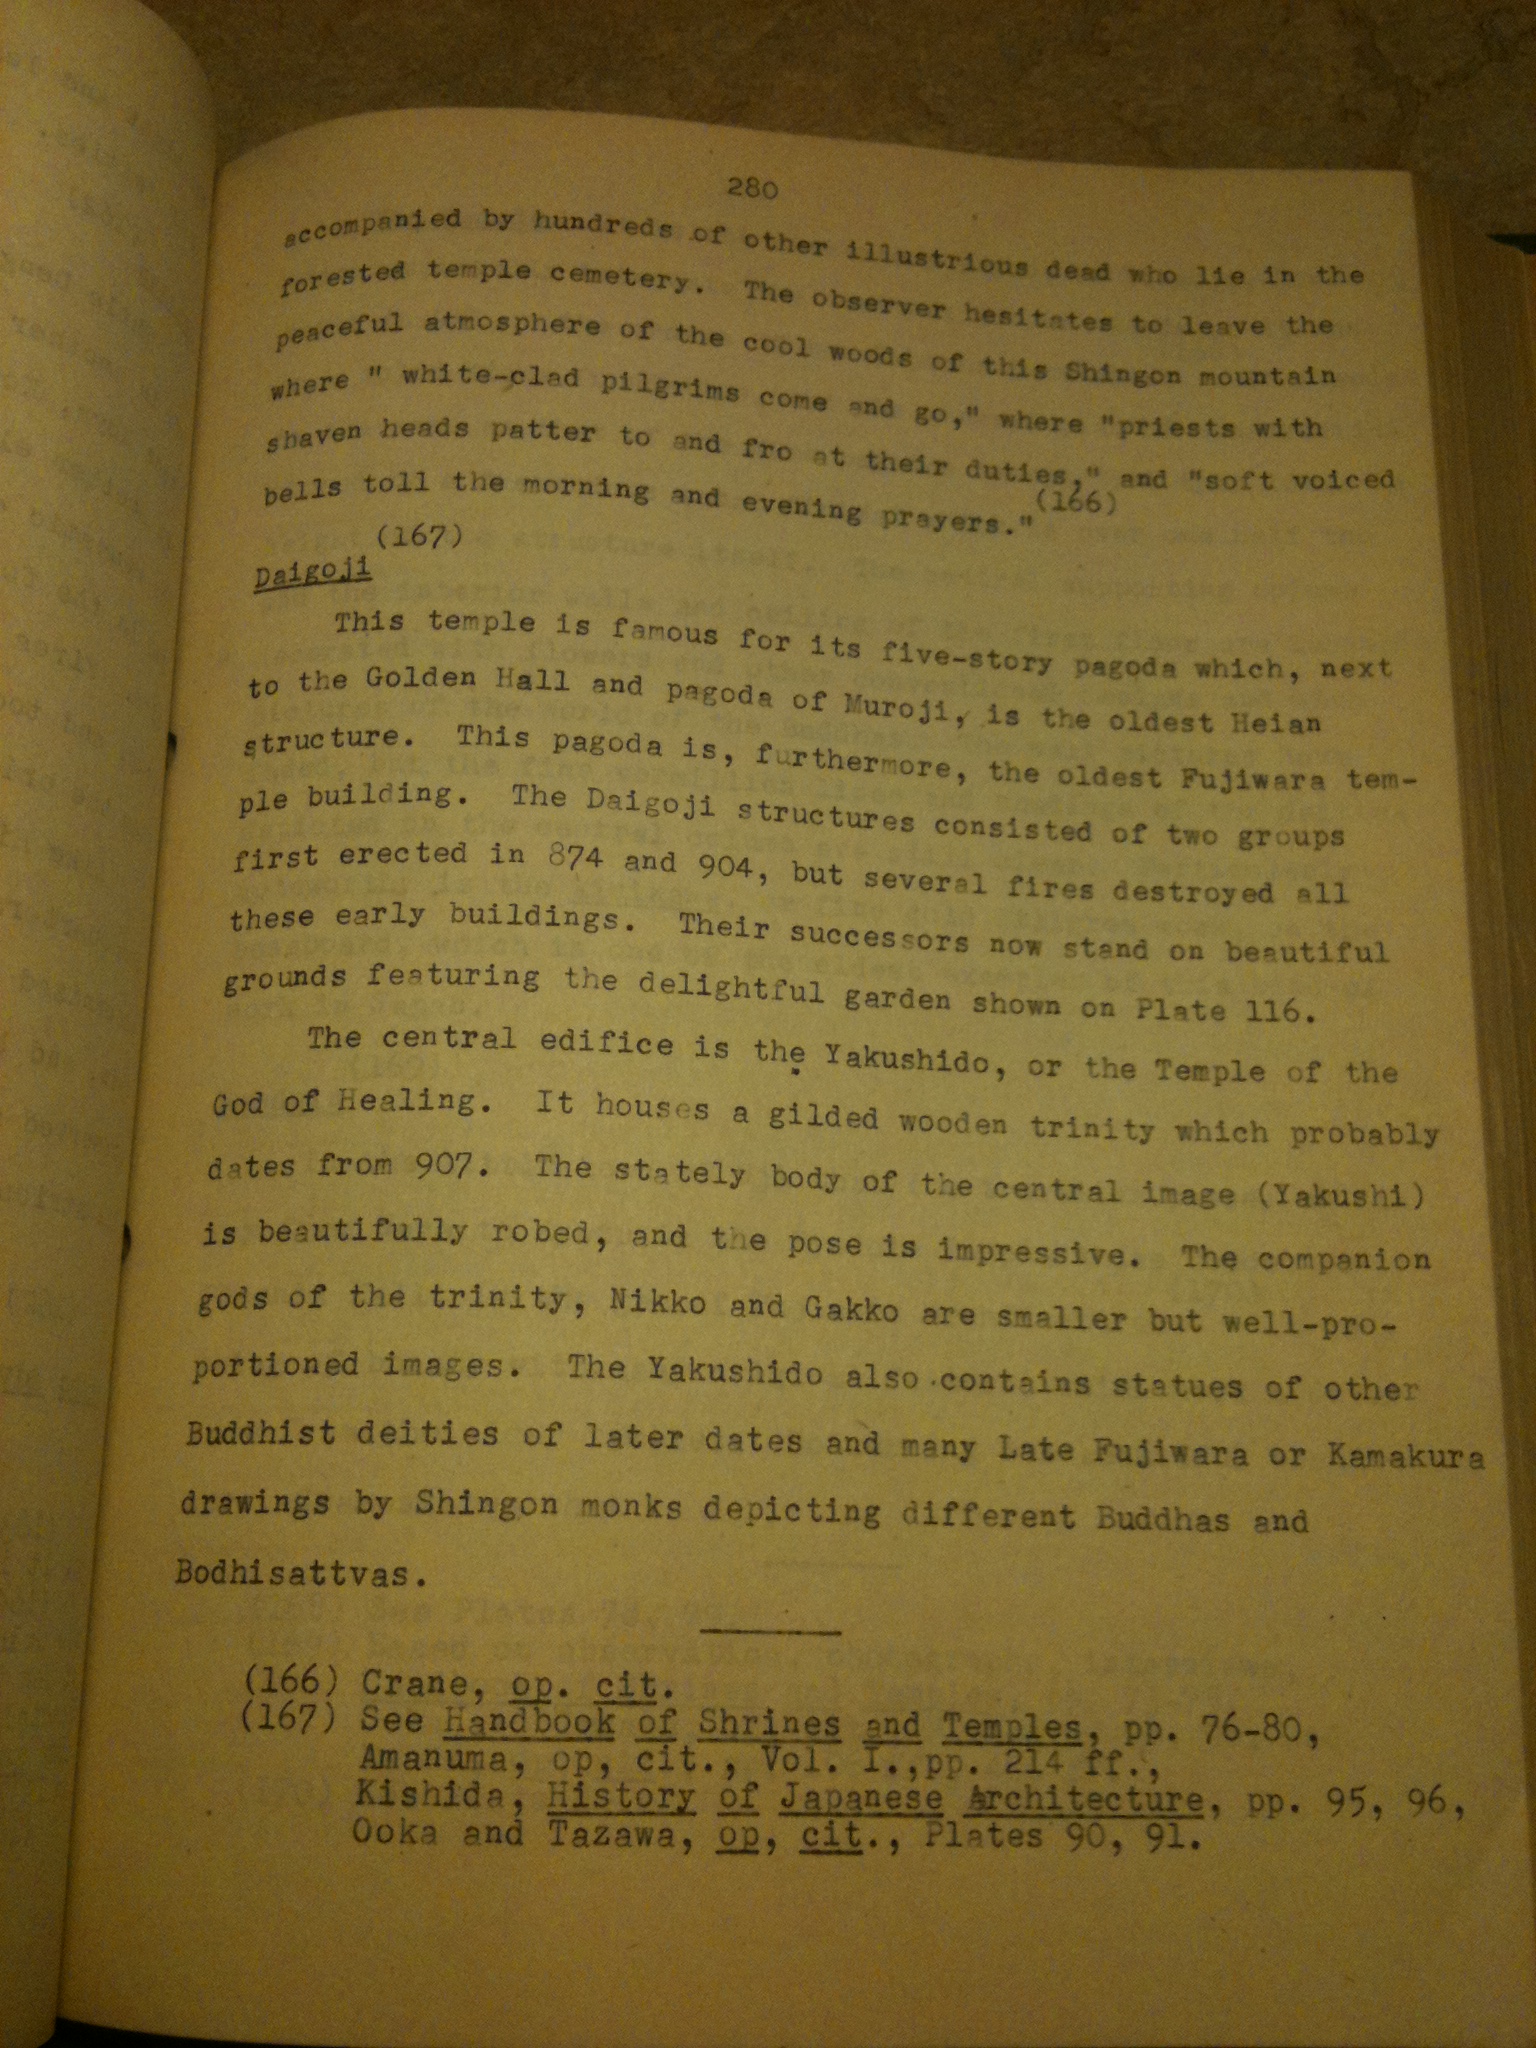 280
accompanied by hundreds of other illustrious dead who lie in the
forested temple cemetery. The observer hesitates to leave the
peaceful atmosphere of the cool woods of this Shingon mountain
where " white-clad pilgrims come and go," where "priests with
shaven heads patter to and fro at their duties," and "soft voiced
bells toll the morning and evening prayers."(166)
(167)
Daigoji
This temple is famous for its five-story pagoda which, next
to the Golden Hall and pagoda of Muroji, is the oldest Heian
structure. This pagoda is, furthermore, the oldest Fujiwara tem-
ple building. The Daigoji structures consisted of two groups
first erected in 874 and 904, but several fires destroyed all
these early buildings. Their successors now stand on beautiful
grounds featuring the delightful garden shown on Plate 116.
The central edifice is the Yakushido, or the Temple of the
God of Healing. It houses a gilded wooden trinity which probably
dates from 907. The stately body of the central image (Yakushi)
is beautifully robed, and the pose is impressive. The companion
gods of the trinity, Nikko and Gakko are smaller but well-pro-
portioned images. The Yakushido also contains statues of other
Buddhist deities of later dates and many Late Fujiwara or Kamakura
drawings by Shingon monks depicting different Buddhas and
Bodhisattvas.
(166) Crane, op. cit.
(167) See Handbook of Shrines and Temples, pp. 76-80,
Amanuma, op, cit., Vol. I.,pp. 214 ff.,
Kishida, History of Japanese Architecture, pp. 95, 96,
Ooka and Tazawa, op, cit., Plates 90, 91.